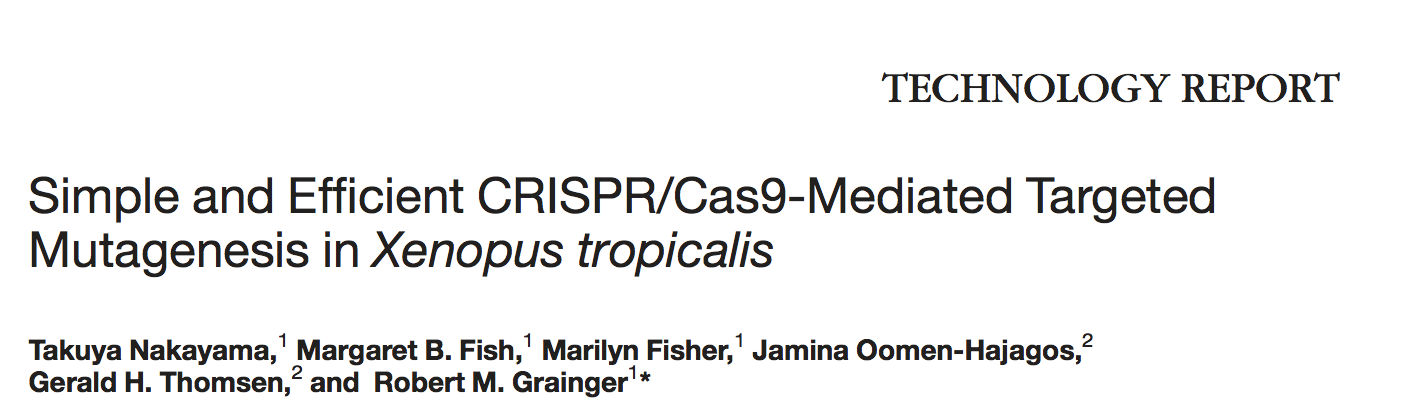 TECHNOLOGY REPORT
Simple and Efficient CRISPR/Cas9-Mediated Targeted
Mutagenesis in Xenopus tropicalis
Takuya Nakayama,1 Margaret B. Fish,1 Marilyn Fisher,1 Jamina Oomen-Hajagos,2
Gerald H. Thomsen,2 and Robert M. Grainger1*